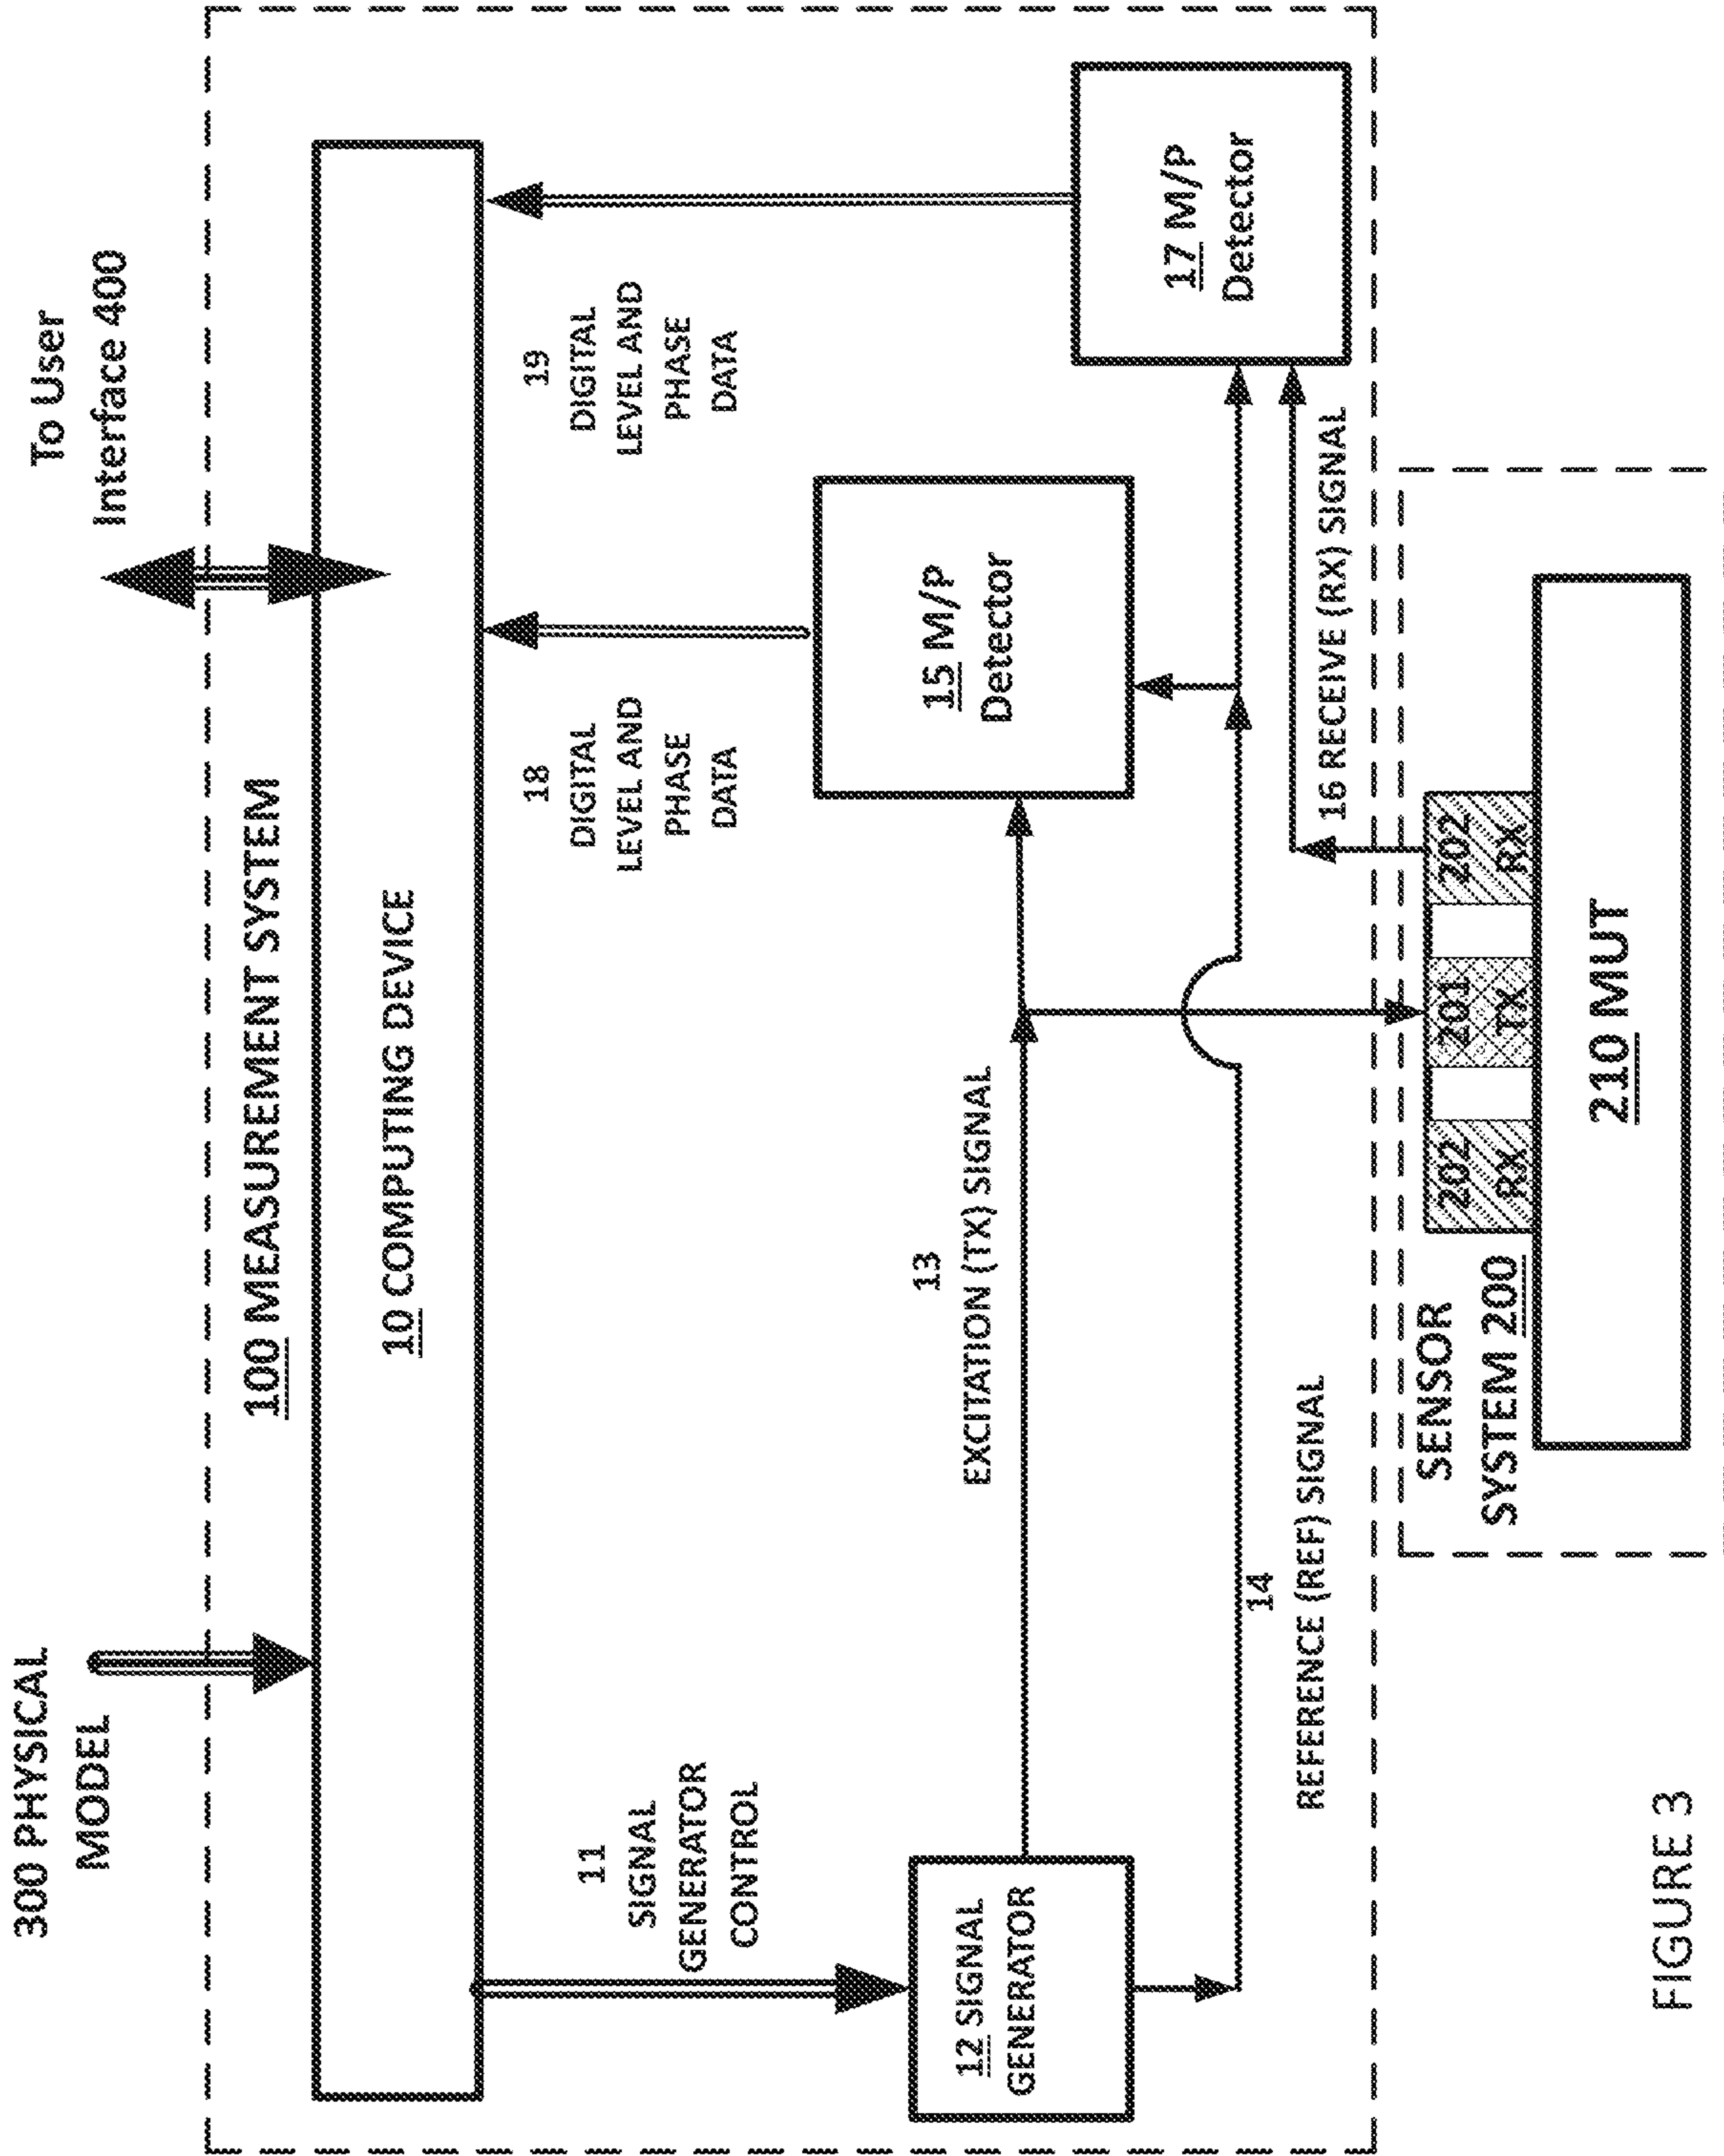 300 PHYSICAL
MODEL
To User
Interface 400
100 MEASUREMENT SYSTEM
10 COMPUTING DEVICE
11
SIGNAL
GENERATOR
CONTROL
18
DIGITAL
LEVEL AND
PHASE
DATA
19
DIGITAL
LEVEL AND
PHASE
DATA
12 SIGNAL
GENERATOR
13
EXCITATION (TX) SIGNAL
15 M/P
Detector
17 M/P
Detector
14
REFERENCE (REF) SIGNAL
16 RECEIVE (RX) SIGNAL
SENSOR
SYSTEM 200
202
RX
201
TX
202
RX
210 MUT
FIGURE 3